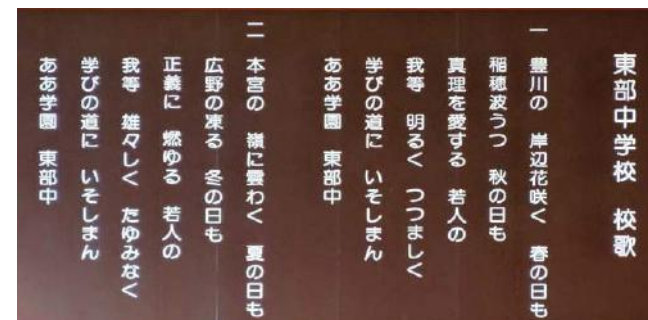 東部中学校　校歌
一　豊川の　岸辺花咲く　春の日も
稲穂波うつ　秋の日も
真理を愛する　若人の
我等　明るく　つつましく
学びの道に　いそしまん
ああ学園　東部中
二　本宮の　嶺に雲わく　夏の日も
広野の凍る　冬の日も
正義に　燃ゆる　若人の
我等　雄々しく　たゆみなく
学びの道に　いそしまん
ああ学園　東部中